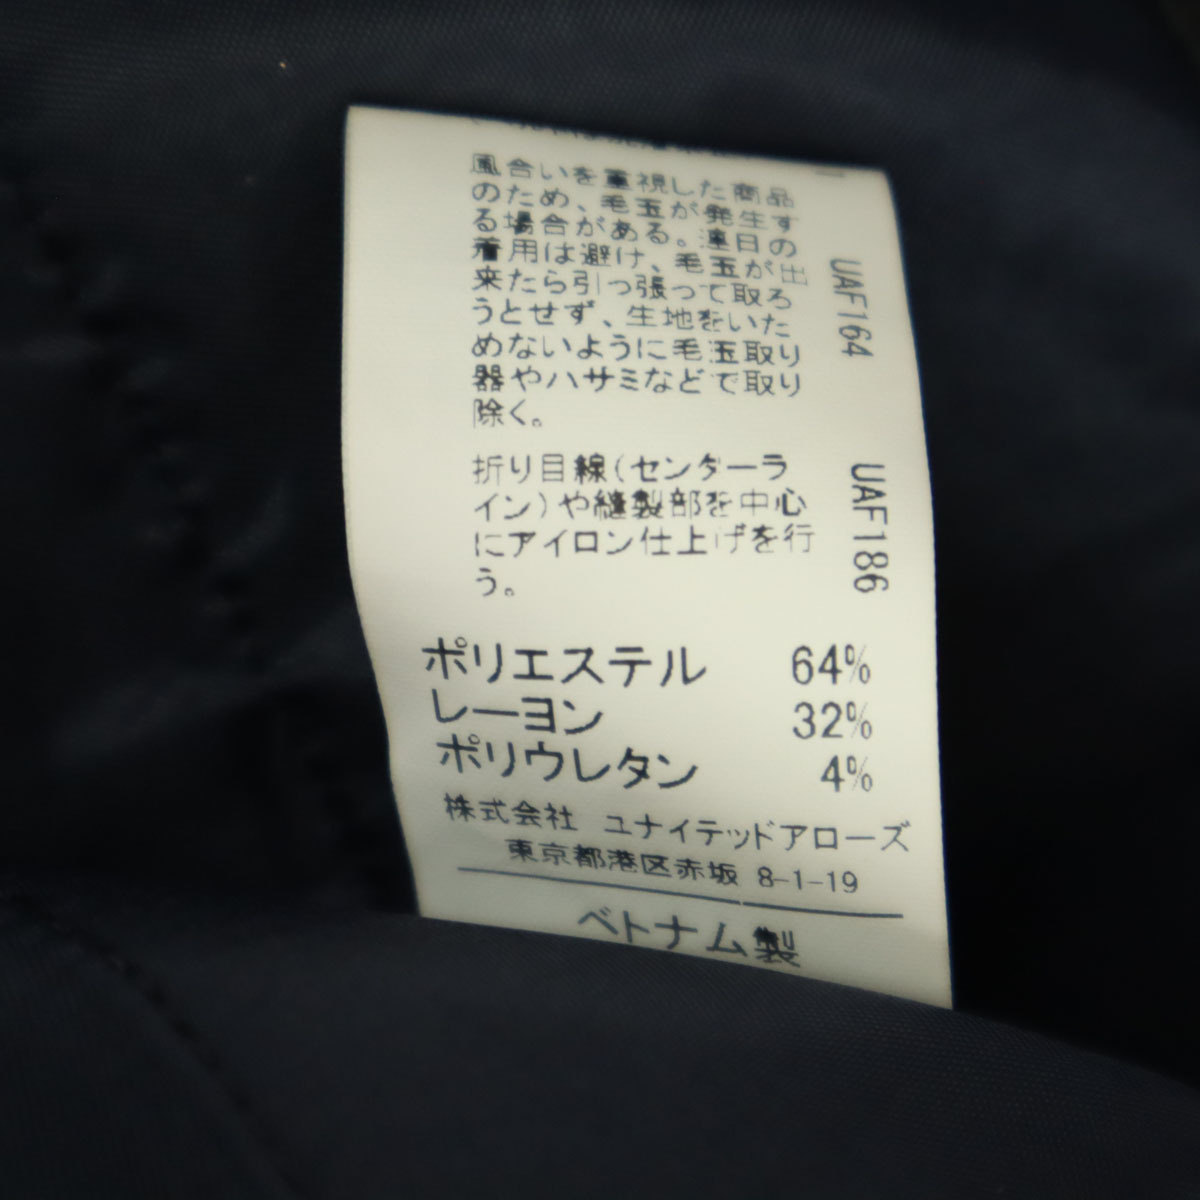 風合いを重視した商品
のため、毛玉が発生す
る場合がある。連日の
着用は避け、毛玉が出
来たら引っ張って取ろ
うとせず、生地をいた
めないように毛玉取り
器やハサミなどで取り
除く。
UAF164
折り目線(センターラ
イン)や縫製部を中心
にアイロン仕上げを行
う。
UAF186
ポリエステル 64%
レーヨン 32%
ポリウレタン 4%
株式会社 ユナイテッドアローズ
東京都港区赤坂 8-1-19
ベトナム製